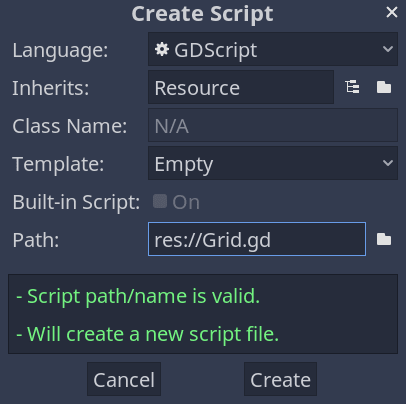 Create Script
Language: GDScript
Inherits: Resource
Class Name: N/A
Template: Empty
Built-in Script: On
Path: res://Grid.gd
- Script path/name is valid.
- Will create a new script file.
Cancel Create